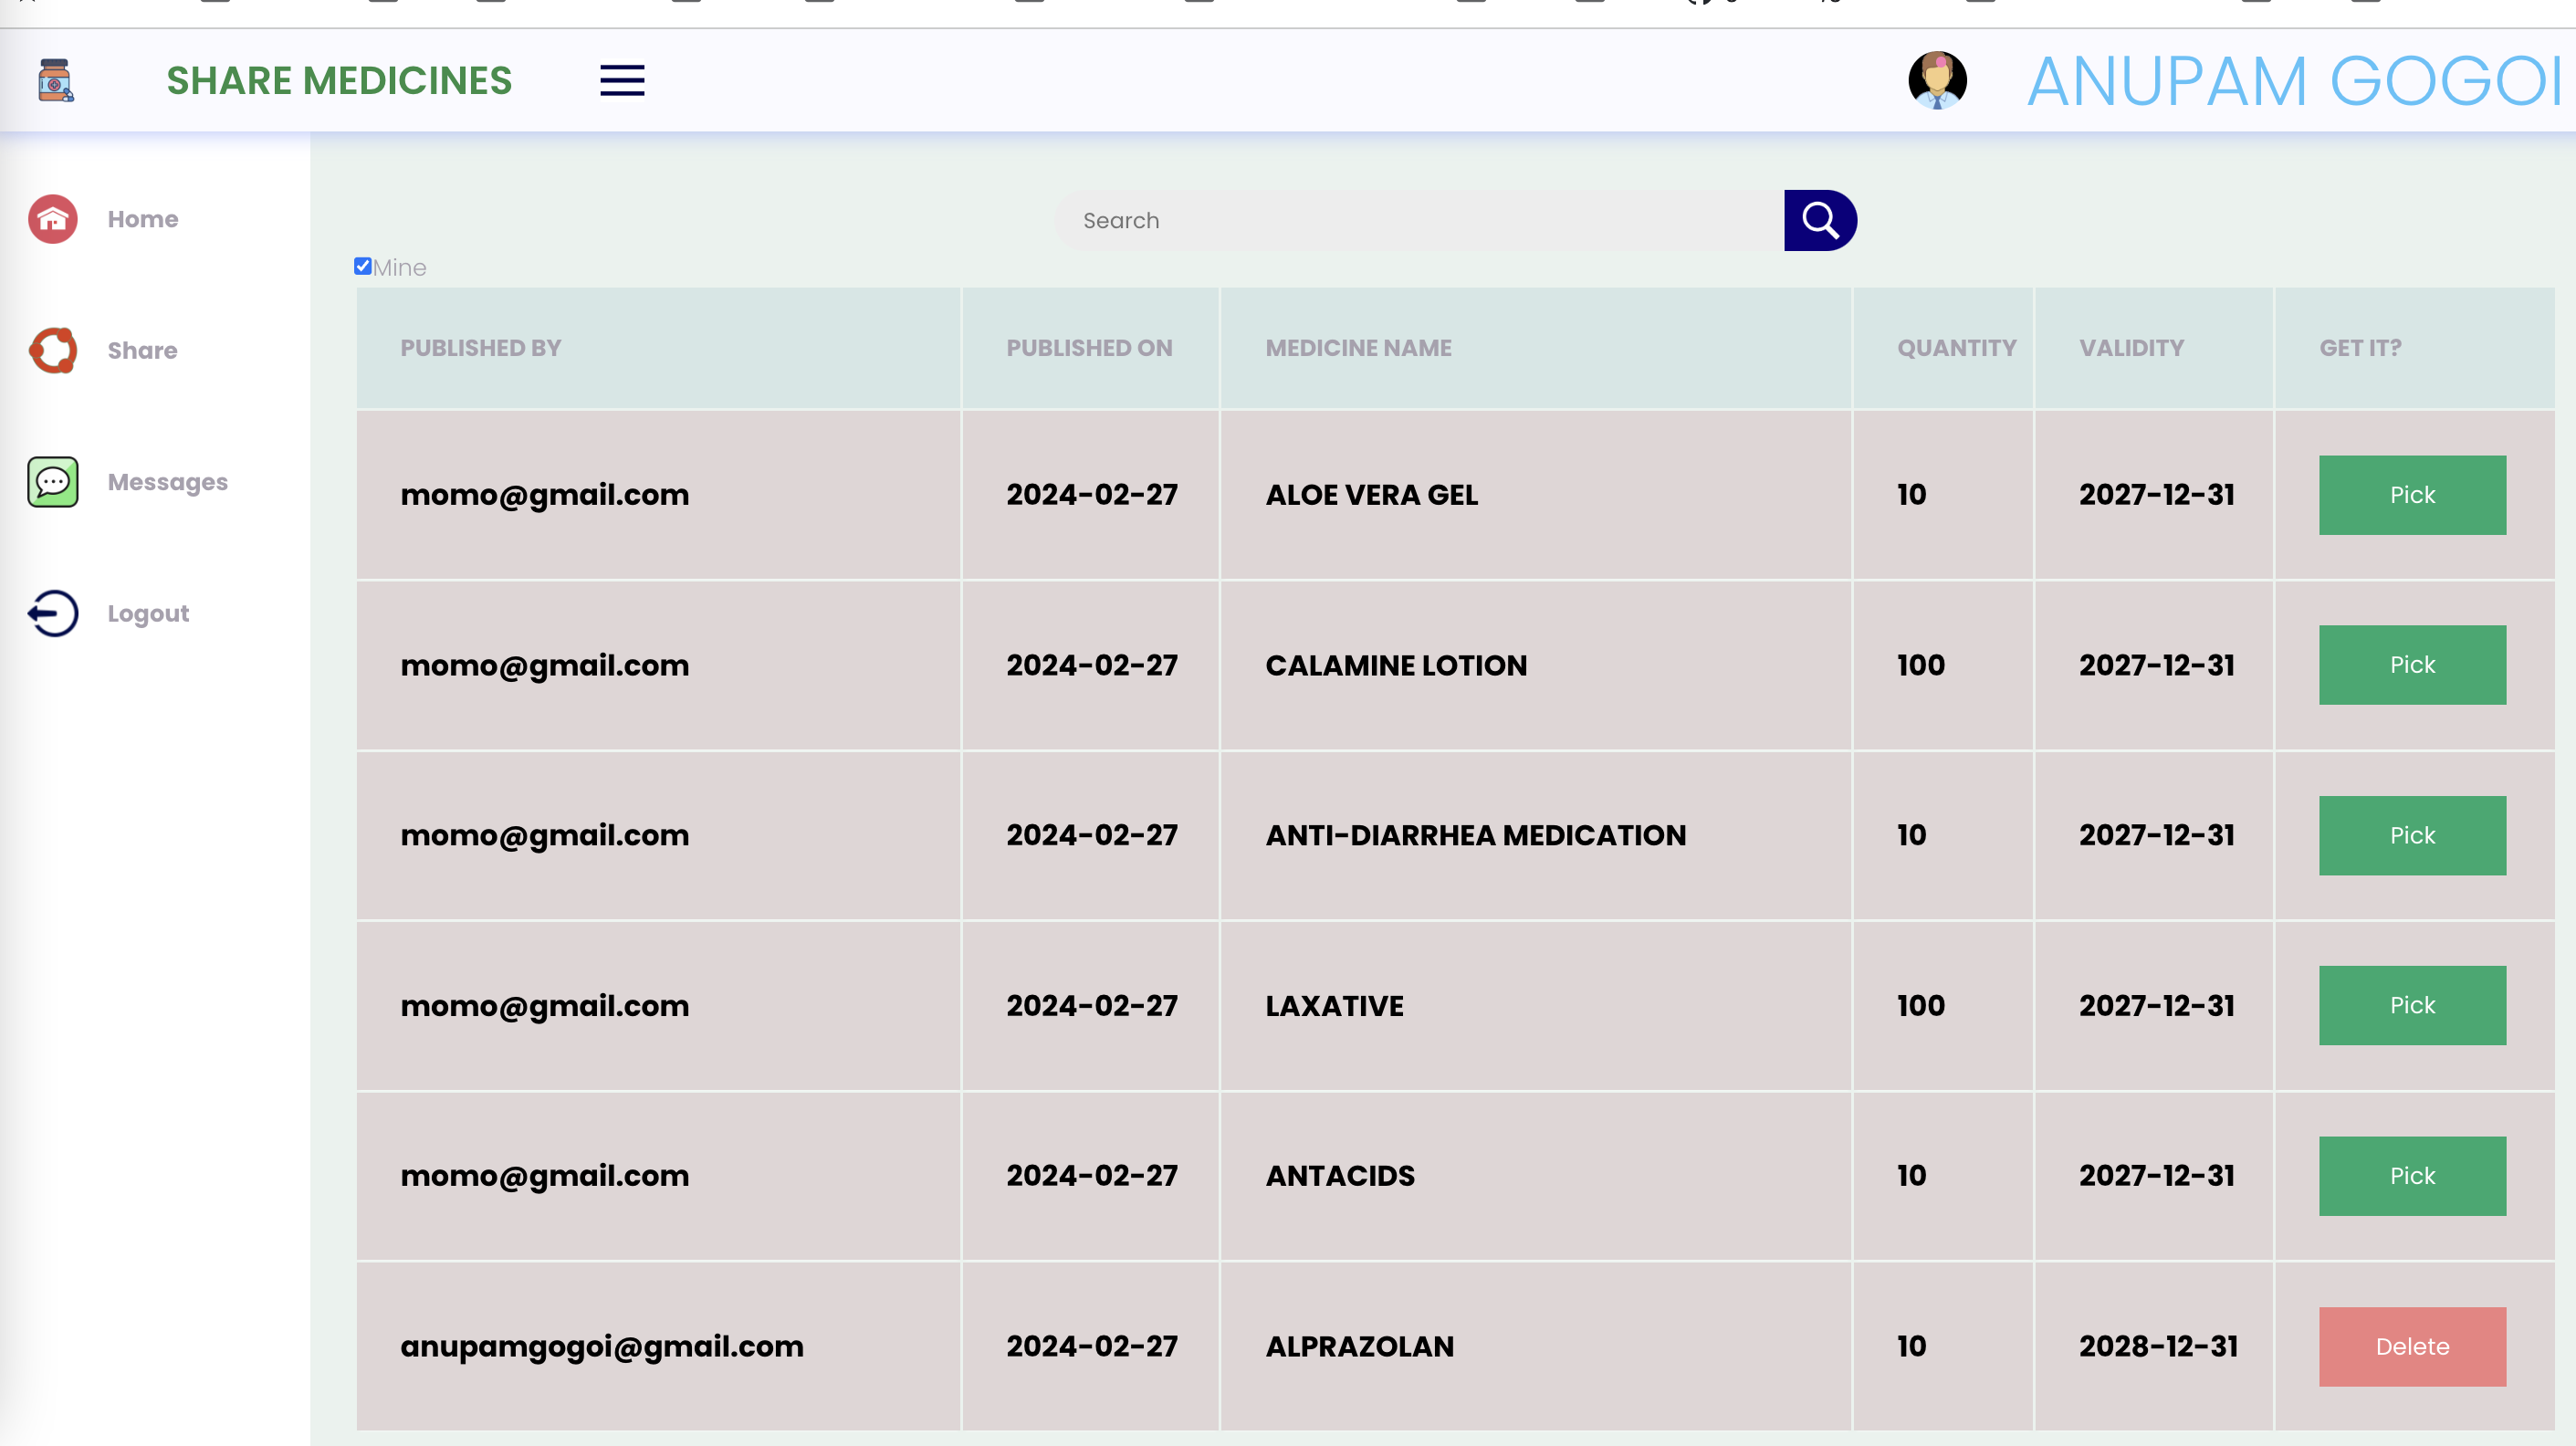 SHARE MEDICINES
ANUPAM GOGOI
Home
Share
Messages
Logout
Search
Mine
PUBLISHED BY PUBLISHED ON MEDICINE NAME QUANTITY VALIDITY GET IT?
momo@gmail.com 2024-02-27 ALOE VERA GEL 10 2027-12-31 Pick
momo@gmail.com 2024-02-27 CALAMINE LOTION 100 2027-12-31 Pick
momo@gmail.com 2024-02-27 ANTI-DIARRHEA MEDICATION 10 2027-12-31 Pick
momo@gmail.com 2024-02-27 LAXATIVE 100 2027-12-31 Pick
momo@gmail.com 2024-02-27 ANTACIDS 10 2027-12-31 Pick
anupamgogoi@gmail.com 2024-02-27 ALPRAZOLAN 10 2028-12-31 Delete